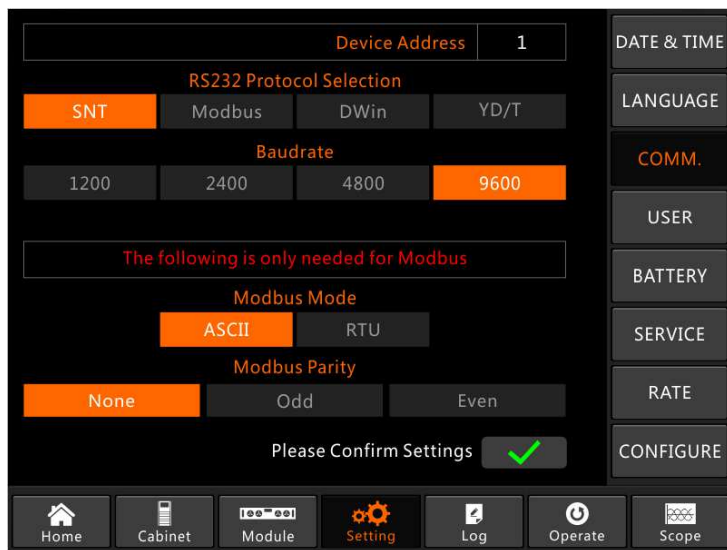 Device Address 1
RS232 Protocol Selection
SNT Modbus DWin YD/T
Baudrate
1200 2400 4800 9600
The following is only needed for Modbus
Modbus Mode
ASCII RTU
Modbus Parity
None Odd Even
Please Confirm Settings
DATE & TIME
LANGUAGE
COMM.
USER
BATTERY
SERVICE
RATE
CONFIGURE
Home Cabinet Module Setting Log Operate Scope